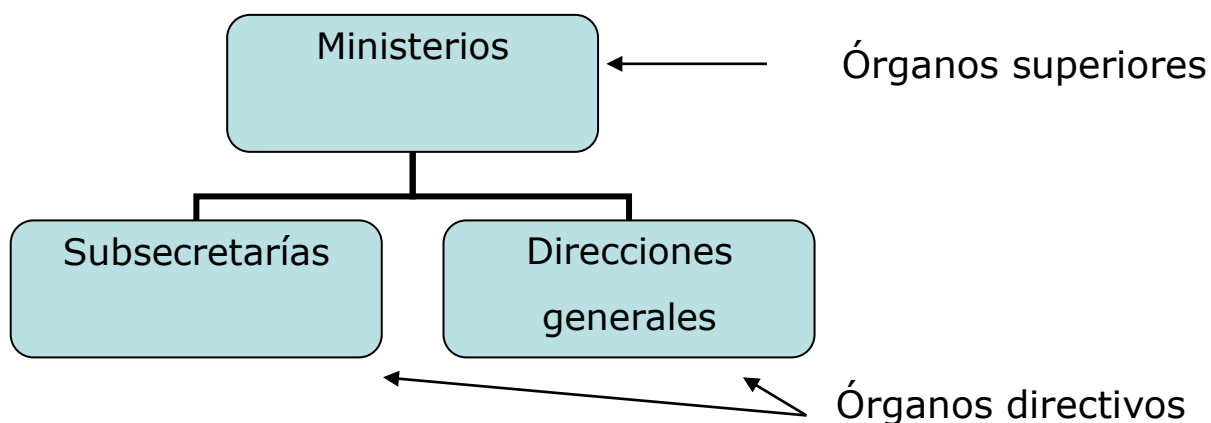 Ministerios
Órganos superiores
Subsecretarías
Direcciones
generales
Órganos directivos